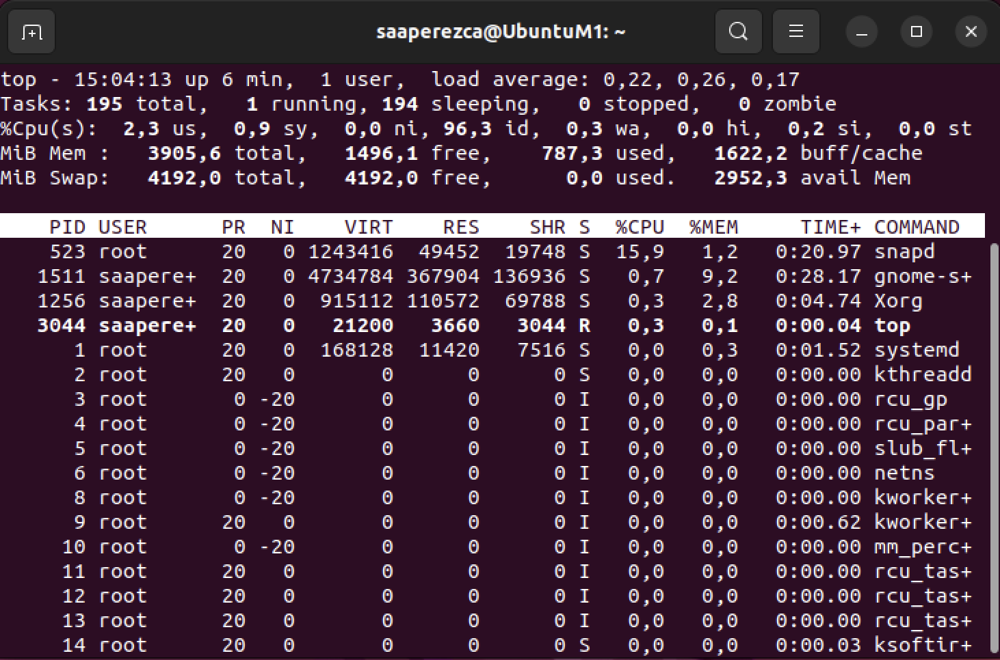 saaperezca@UbuntuM1: ~
top - 15:04:13 up 6 min,  1 user,  load average: 0,22, 0,26, 0,17
Tasks: 195 total,   1 running, 194 sleeping,   0 stopped,   0 zombie
%Cpu(s):  2,3 us,  0,9 sy,  0,0 ni, 96,3 id,  0,3 wa,  0,0 hi,  0,2 si,  0,0 st
MiB Mem :   3905,6 total,   1496,1 free,    787,3 used,   1622,2 buff/cache
MiB Swap:   4192,0 total,   4192,0 free,      0,0 used.   2952,3 avail Mem
PID USER      PR  NI    VIRT    RES    SHR S  %CPU  %MEM     TIME+ COMMAND
523 root      20   0 1243416  49452  19748 S  15,9   1,2   0:20.97 snapd
1511 saapere+  20   0 4734784 367904 136936 S   0,7   9,2   0:28.17 gnome-s+
1256 saapere+  20   0  915112 110572  69788 S   0,3   2,8   0:04.74 Xorg
3044 saapere+  20   0   21200   3660   3044 R   0,3   0,1   0:00.04 top
1 root      20   0  168128  11420   7516 S   0,0   0,3   0:01.52 systemd
2 root      20   0       0      0      0 S   0,0   0,0   0:00.00 kthreadd
3 root       0 -20       0      0      0 I   0,0   0,0   0:00.00 rcu_gp
4 root       0 -20       0      0      0 I   0,0   0,0   0:00.00 rcu_par+
5 root       0 -20       0      0      0 I   0,0   0,0   0:00.00 slub_fl+
6 root       0 -20       0      0      0 I   0,0   0,0   0:00.00 netns
8 root       0 -20       0      0      0 I   0,0   0,0   0:00.00 kworker+
9 root      20   0       0      0      0 I   0,0   0,0   0:00.62 kworker+
10 root       0 -20       0      0      0 I   0,0   0,0   0:00.00 mm_perc+
11 root      20   0       0      0      0 I   0,0   0,0   0:00.00 rcu_tas+
12 root      20   0       0      0      0 I   0,0   0,0   0:00.00 rcu_tas+
13 root      20   0       0      0      0 I   0,0   0,0   0:00.00 rcu_tas+
14 root      20   0       0      0      0 S   0,0   0,0   0:00.03 ksoftir+